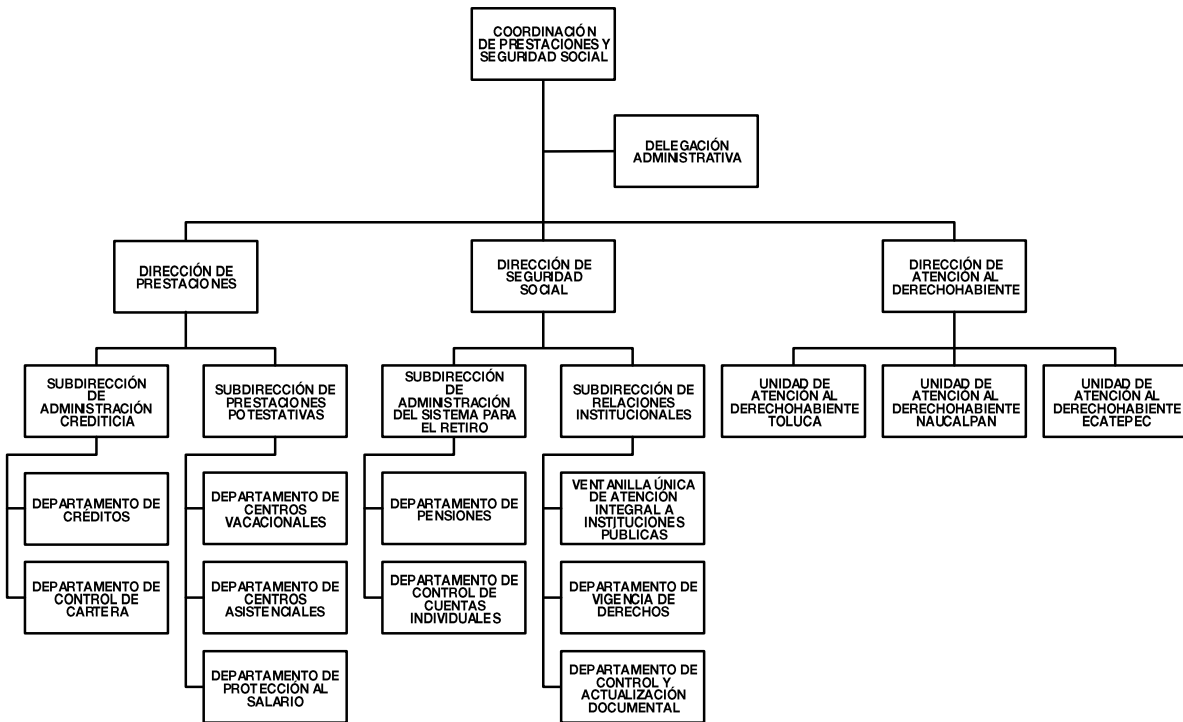 COORDINACIÓN
DE PRESTACIONES Y
SEGURIDAD SOCIAL
DELEGACIÓN
ADMINISTRATIVA
DIRECCIÓN DE
PRESTACIONES
DIRECCIÓN DE
SEGURIDAD
SOCIAL
DIRECCIÓN DE
ATENCIÓN AL
DERECHOHABIENTE
SUBDIRECCIÓN
DE
ADMINISTRACIÓN
CREDITICIA
SUBDIRECCIÓN DE
PRESTACIONES
POTESTATIVAS
SUBDIRECCIÓN
DE
ADMINISTRACIÓN
DEL SISTEMA PARA
EL RETIRO
SUBDIRECCIÓN DE
RELACIONES
INSTITUCIONALES
UNIDAD DE
ATENCIÓN AL
DERECHOHABIENTE
TOLUCA
UNIDAD DE
ATENCIÓN AL
DERECHOHABIENTE
NAUCALPAN
UNIDAD DE
ATENCIÓN AL
DERECHOHABIENTE
ECATEPEC
DEPARTAMENTO DE
CRÉDITOS
DEPARTAMENTO DE
CENTROS
VACACIONALES
DEPARTAMENTO DE
PENSIONES
VENTANILLA ÚNICA
DE ATENCIÓN
INTEGRAL A
INSTITUCIONES
PÚBLICAS
DEPARTAMENTO DE
CONTROL DE
CARTERA
DEPARTAMENTO DE
CENTROS
ASISTENCIALES
DEPARTAMENTO DE
CONTROL DE
CUENTAS
INDIVIDUALES
DEPARTAMENTO DE
VIGENCIA DE
DERECHOS
DEPARTAMENTO DE
PROTECCIÓN AL
SALARIO
DEPARTAMENTO DE
CONTROL Y
ACTUALIZACIÓN
DOCUMENTAL